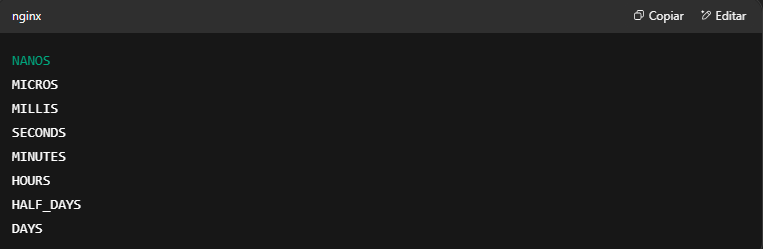 nginx
Copiar
Editar
NANOS
MICROS
MILLIS
SECONDS
MINUTES
HOURS
HALF_DAYS
DAYS